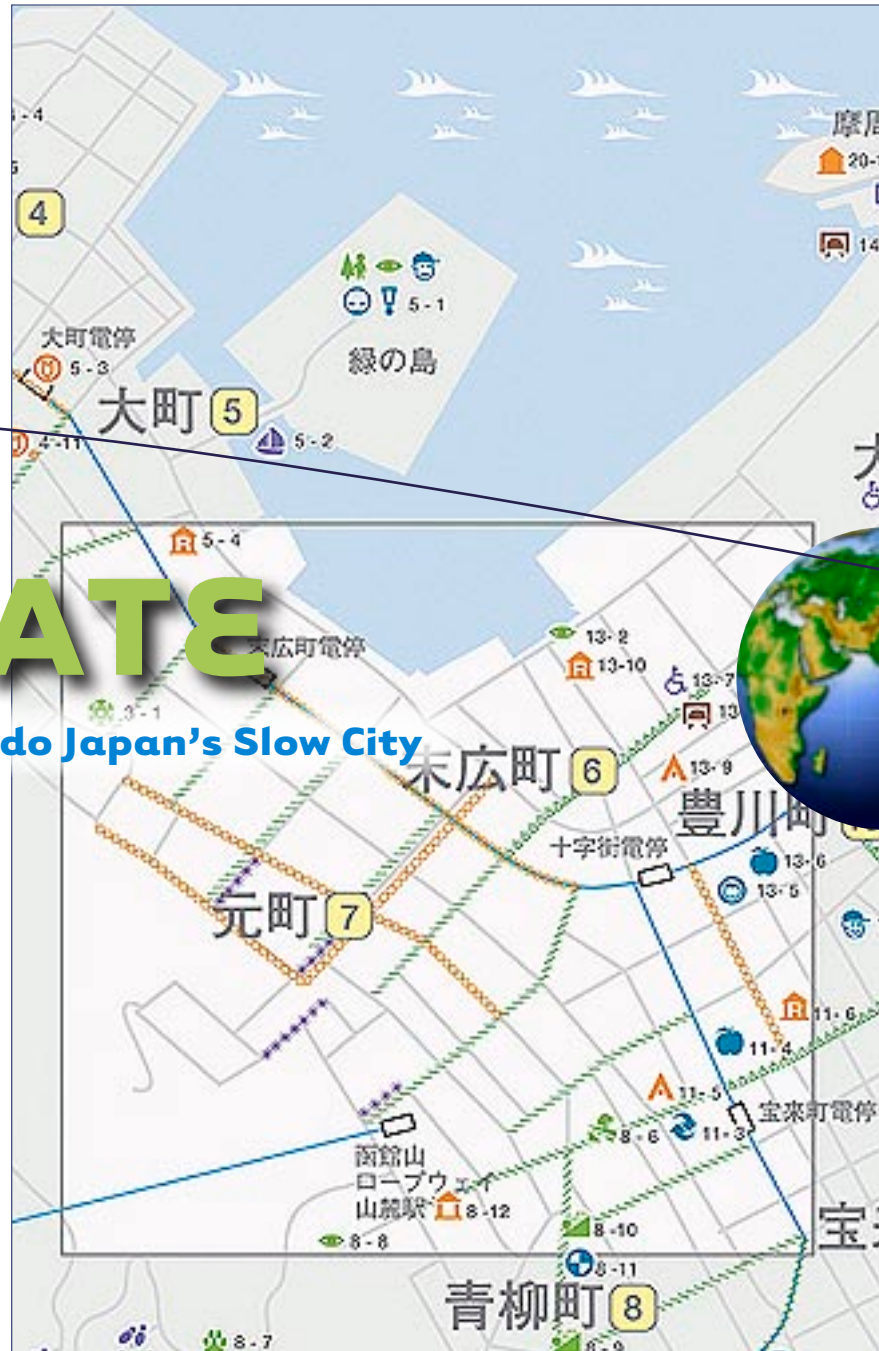 - 4
摩周
20-1
4
14
5 - 1
緑の島
大町電停
5 - 3
大町 5
5 - 2
4 -11
5 - 4
ATE
末広町電停
13- 2
13-10
13- 7
3 - 1
13
do Japan's Slow City
末広町 6
13- 9
豊川町
十字街電停
13- 6
13- 5
元町 7
11- 6
11- 4
11- 5
宝来町電停
8 - 6
11- 3
函館山
ロープウェイ
山麓駅
8 -12
8 -10
8 - 8
8 -11
青柳町 8
8 - 7
8 - 9